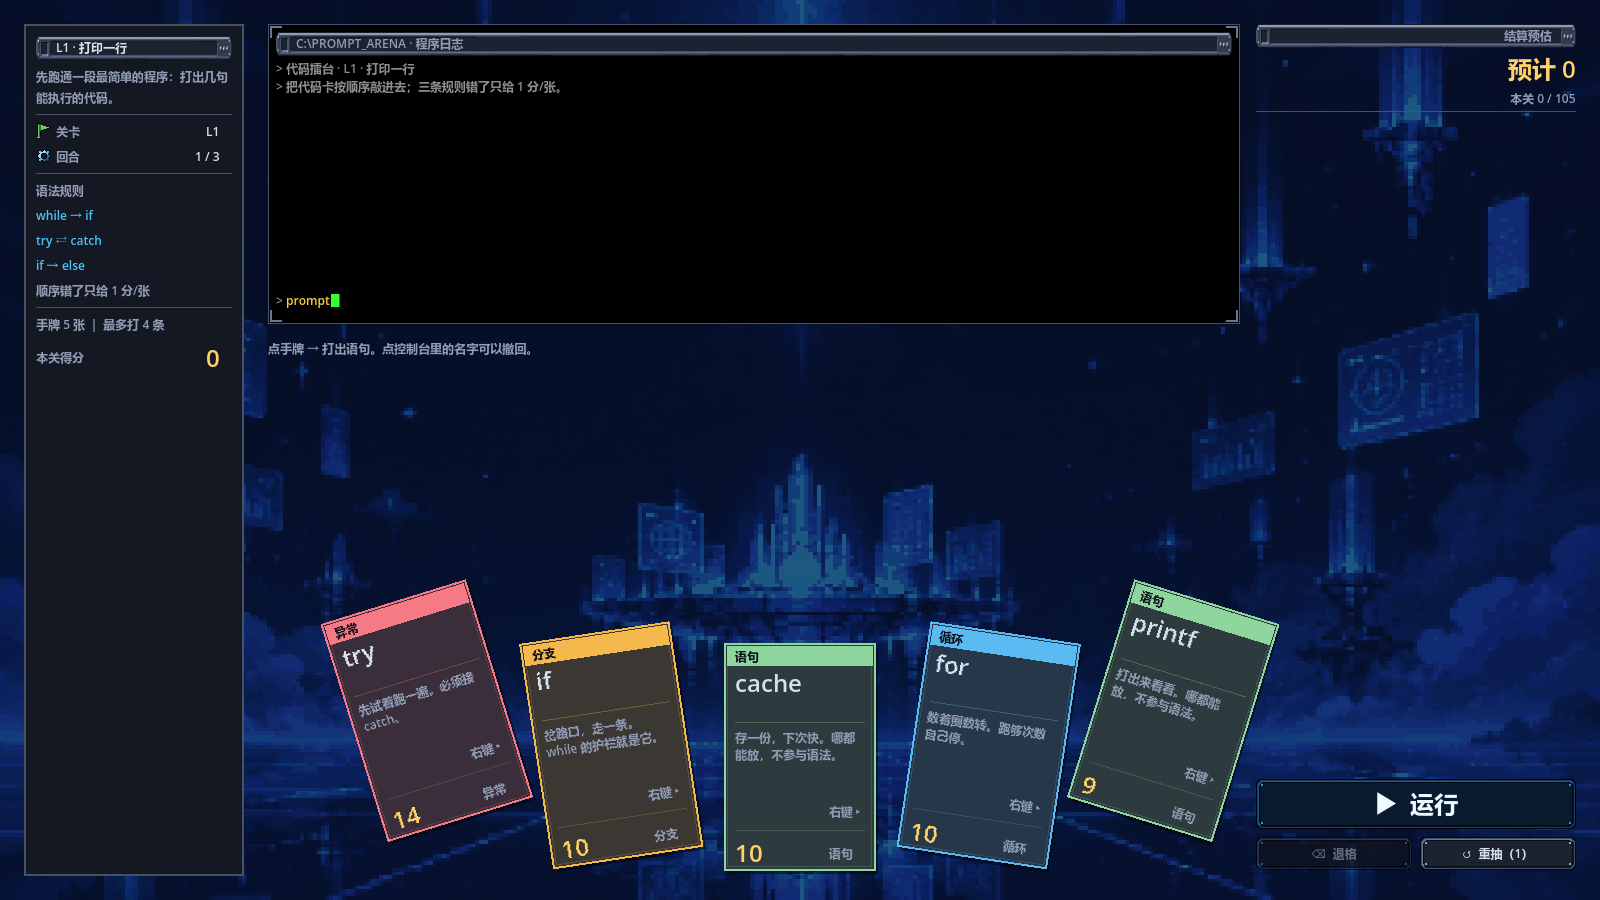 L1 · 打印一行
先跑通一段最简单的程序：打出几句
能执行的代码。
关卡 L1
回合 1 / 3
语法规则
while → if
try ⇄ catch
if → else
顺序错了只给 1 分/张
手牌 5 张 ｜ 最多打 4 条
本关得分 0
C:\PROMPT_ARENA · 程序日志
> 代码擂台 · L1 · 打印一行
> 把代码卡按顺序敲进去；三条规则错了只给 1 分/张。
> prompt
点手牌 → 打出语句。点控制台里的名字可以撤回。
结算预估
预计 0
本关 0 / 105
异常
try
先试着跑一遍。必须接
catch。
右键 ▸
14 异常
分支
if
岔路口，走一条。
while 的护栏就是它。
右键 ▸
10 分支
语句
cache
存一份，下次快。哪都
能放，不参与语法。
右键 ▸
10 语句
循环
for
数着圈数转。跑够次数
自己停。
右键 ▸
10 循环
语句
printf
打出来看看。哪都能
放，不参与语法。
右键 ▸
9 语句
▶ 运行
⌫ 退格
↺ 重抽（1）